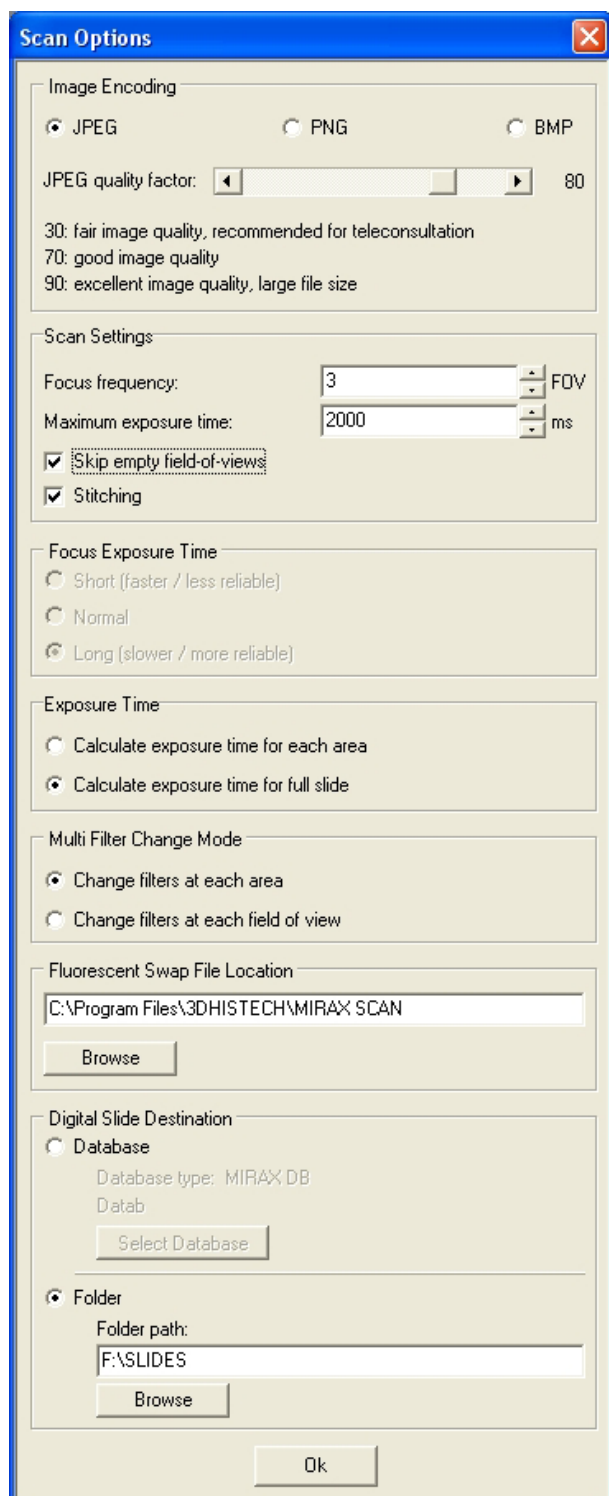 Scan Options
Image Encoding
JPEG PNG BMP
JPEG quality factor: 80
30: fair image quality, recommended for teleconsultation
70: good image quality
90: excellent image quality, large file size
Scan Settings
Focus frequency: 3 FOV
Maximum exposure time: 2000 ms
Skip empty field-of-views
Stitching
Focus Exposure Time
Short (faster / less reliable)
Normal
Long (slower / more reliable)
Exposure Time
Calculate exposure time for each area
Calculate exposure time for full slide
Multi Filter Change Mode
Change filters at each area
Change filters at each field of view
Fluorescent Swap File Location
C:\Program Files\3DHISTECH\MIRAX SCAN
Browse
Digital Slide Destination
Database
Database type: MIRAX DB
Datab
Select Database
Folder
Folder path:
F:\SLIDES
Browse
Ok